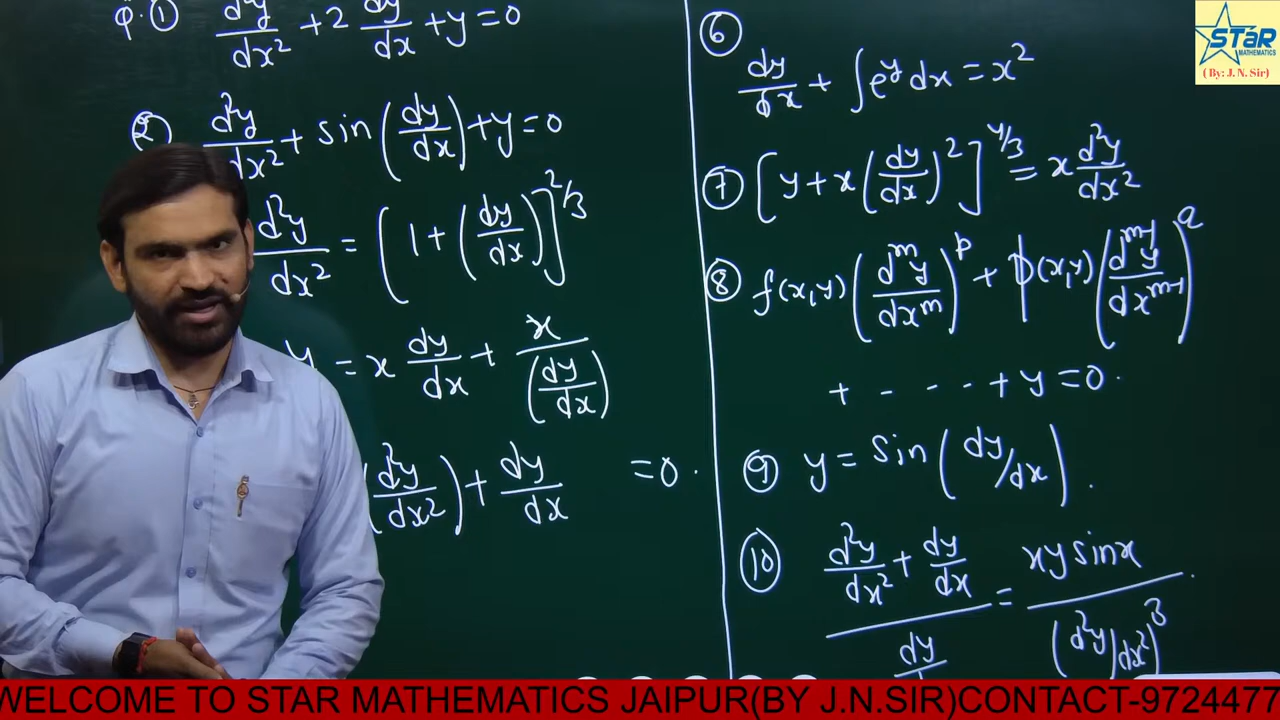 φ.① d²y/dx² + 2 dy/dx + y = 0
② d²y/dx² + sin(dy/dx) + y = 0
d²y/dx² = (1 + (dy/dx)]^2/3
y = x dy/dx + x/(dy/dx)
(d²y/dx²) + dy/dx = 0.
⑥
dy/dx + ∫e^y dx = x²
⑦ [y + x(dy/dx)²]^4/3 = x d²y/dx²
⑧ f(x,y)(d^m y/dx^m)^p + φ(x,y)(d^m-1 y/dx^m-1)^q
+ - - - - + y = 0.
⑨ y = sin(dy/dx).
⑩ (d²y/dx² + dy/dx)/dy = xy sinx/(d²y/dx²)³.
STAR
MATHEMATICS
( By: J. N. Sir)
WELCOME TO STAR MATHEMATICS JAIPUR(BY J.N.SIR)CONTACT-9724477